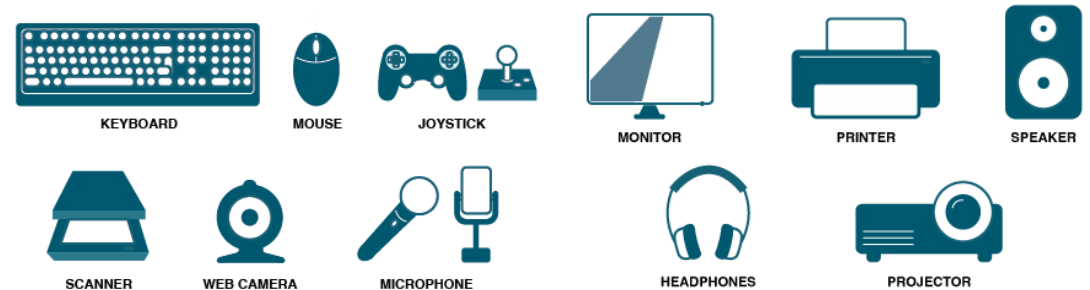 KEYBOARD
MOUSE
JOYSTICK
MONITOR
PRINTER
SPEAKER
SCANNER
WEB CAMERA
MICROPHONE
HEADPHONES
PROJECTOR